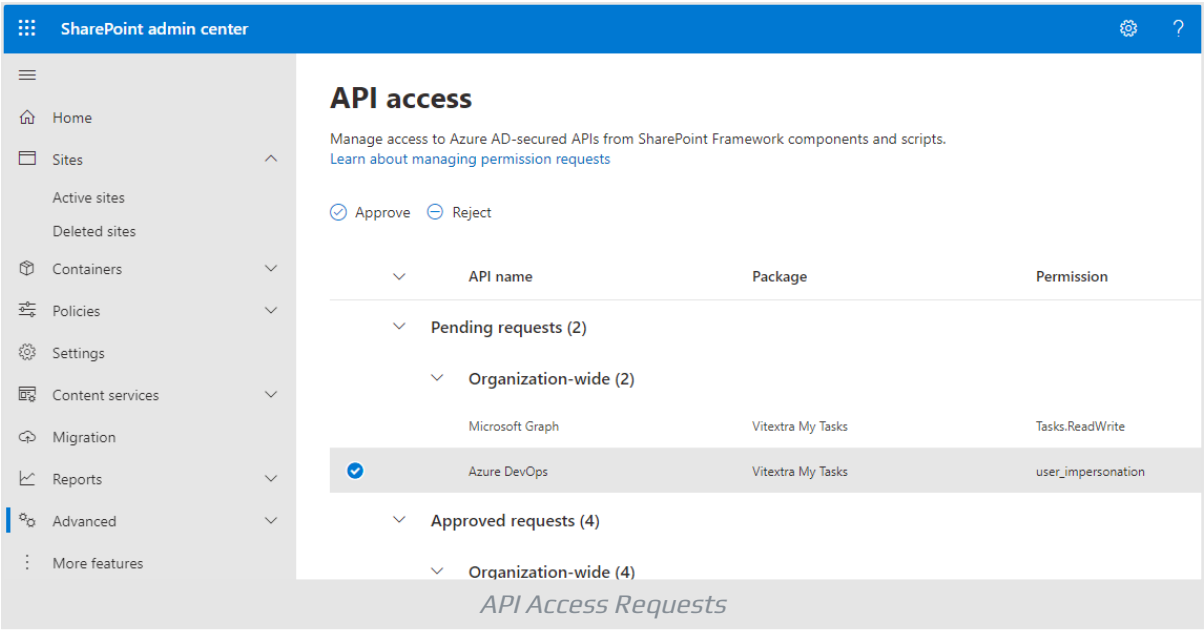 SharePoint admin center
?
Home
Sites
Active sites
Deleted sites
Containers
Policies
Settings
Content services
Migration
Reports
Advanced
More features
API access
Manage access to Azure AD-secured APIs from SharePoint Framework components and scripts.
Learn about managing permission requests
Approve Reject
API name Package Permission
Pending requests (2)
Organization-wide (2)
Microsoft Graph Vitextra My Tasks Tasks.ReadWrite
Azure DevOps Vitextra My Tasks user_impersonation
Approved requests (4)
Organization-wide (4)
API Access Requests